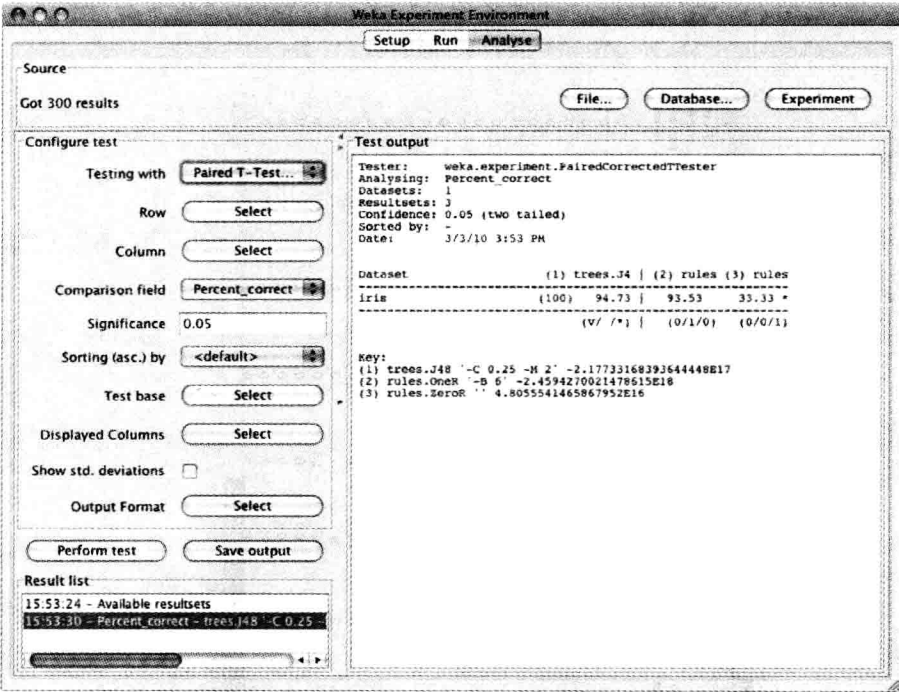 Weka Experiment Environment
Setup Run Analyse
Source
Got 300 results
File... Database... Experiment
Configure test
Testing with Paired T-Test...
Row Select
Column Select
Comparison field Percent_correct
Significance 0.05
Sorting (asc.) by <default>
Test base Select
Displayed Columns Select
Show std. deviations
Output Format Select
Perform test Save output
Result list
15:53:24 - Available resultsets
15:53:30 - Percent_correct - trees.J48 '-C 0.25 -
Test output
Tester: weka.experiment.PairedCorrectedTTester
Analysing: Percent_correct
Datasets: 1
Resultsets: 3
Confidence: 0.05 (two tailed)
Sorted by: -
Date: 3/3/10 3:53 PM
Dataset (1) trees.J4 | (2) rules (3) rules
iris (100) 94.73 | 93.53 33.33 *
(v/ /*) | (0/1/0) (0/0/1)
Key:
(1) trees.J48 '-C 0.25 -M 2' -2.17733168393644448E17
(2) rules.OneR '-B 6' -2.4594270021478615E18
(3) rules.ZeroR '' 4.8055541465867952E16